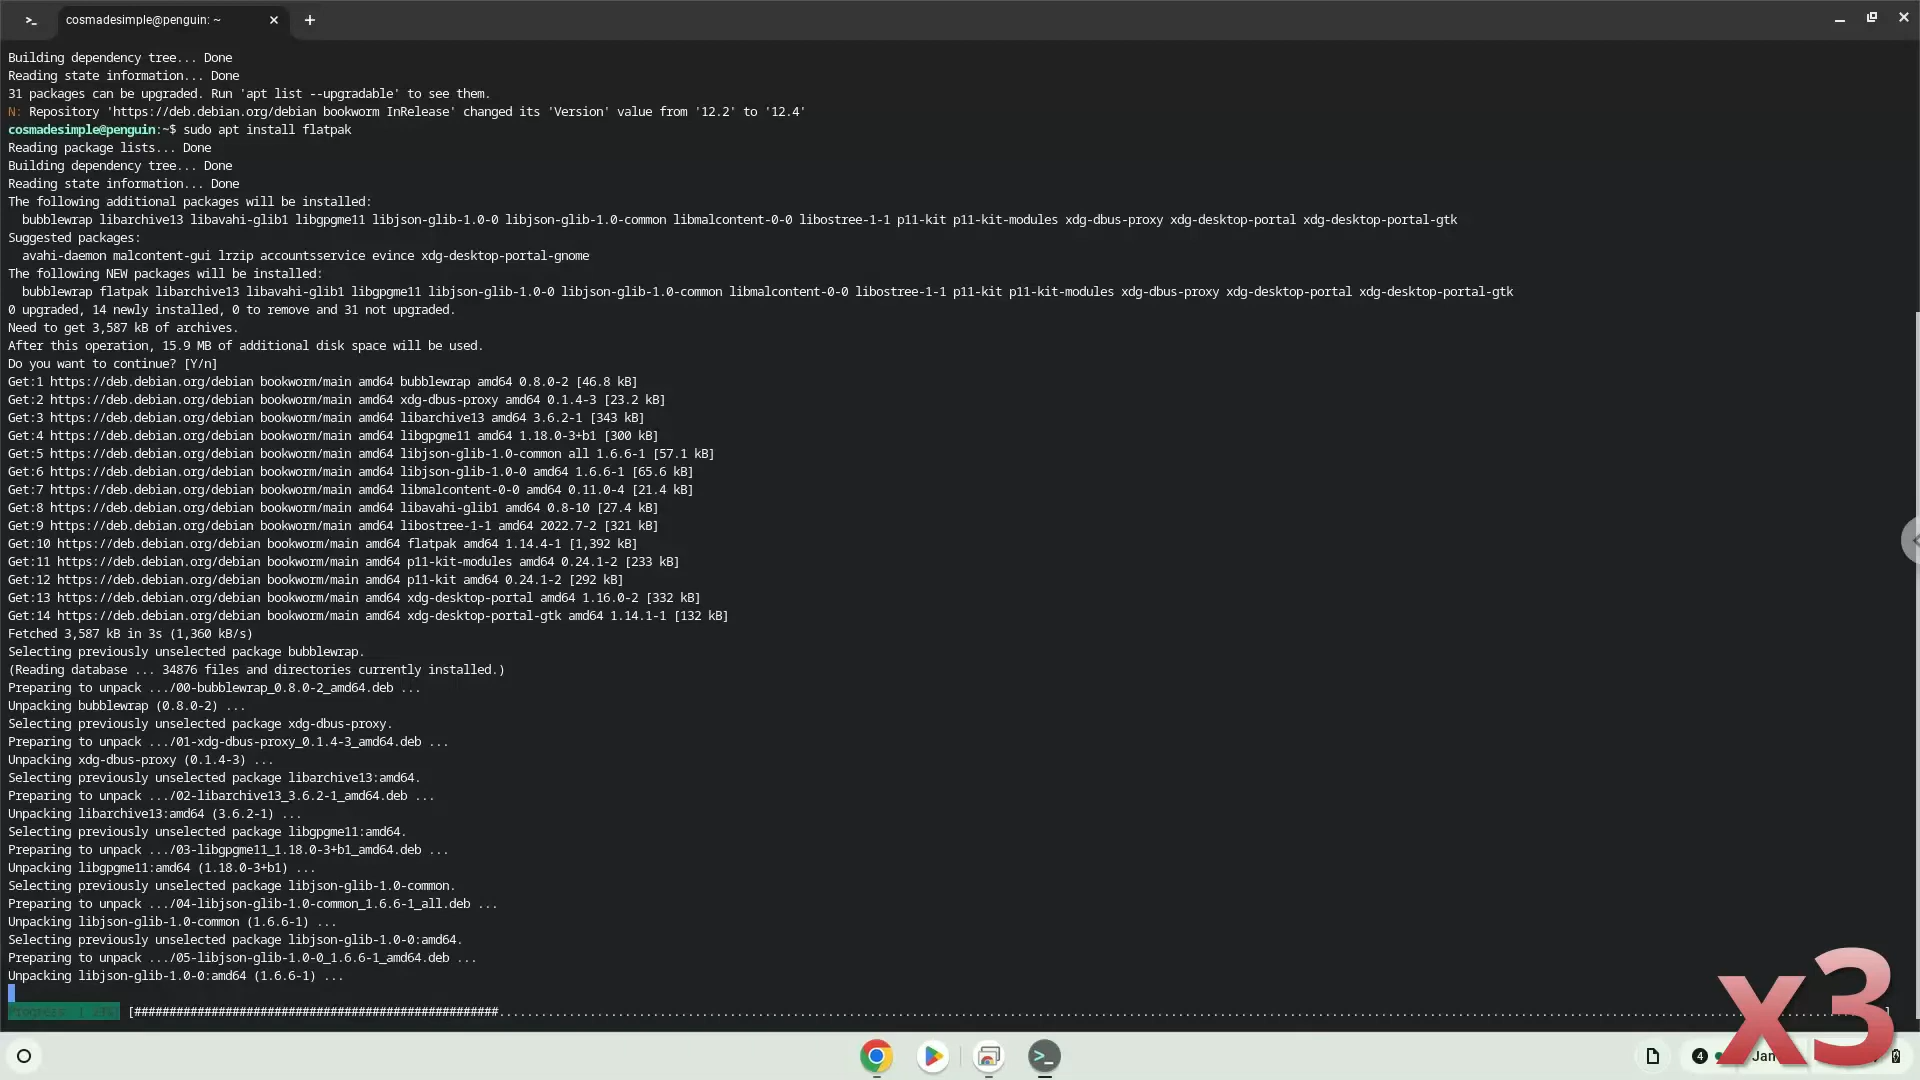 cosmadesimple@penguin: ~
Building dependency tree... Done
Reading state information... Done
31 packages can be upgraded. Run 'apt list --upgradable' to see them.
N: Repository 'https://deb.debian.org/debian bookworm InRelease' changed its 'Version' value from '12.2' to '12.4'
cosmadesimple@penguin:~$ sudo apt install flatpak
Reading package lists... Done
Building dependency tree... Done
Reading state information... Done
The following additional packages will be installed:
bubblewrap libarchive13 libavahi-glib1 libgpgme11 libjson-glib-1.0-0 libjson-glib-1.0-common libmalcontent-0-0 libostree-1-1 p11-kit p11-kit-modules xdg-dbus-proxy xdg-desktop-portal xdg-desktop-portal-gtk
Suggested packages:
avahi-daemon malcontent-gui lrzip accountsservice evince xdg-desktop-portal-gnome
The following NEW packages will be installed:
bubblewrap flatpak libarchive13 libavahi-glib1 libgpgme11 libjson-glib-1.0-0 libjson-glib-1.0-common libmalcontent-0-0 libostree-1-1 p11-kit p11-kit-modules xdg-dbus-proxy xdg-desktop-portal xdg-desktop-portal-gtk
0 upgraded, 14 newly installed, 0 to remove and 31 not upgraded.
Need to get 3,587 kB of archives.
After this operation, 15.9 MB of additional disk space will be used.
Do you want to continue? [Y/n]
Get:1 https://deb.debian.org/debian bookworm/main amd64 bubblewrap amd64 0.8.0-2 [46.8 kB]
Get:2 https://deb.debian.org/debian bookworm/main amd64 xdg-dbus-proxy amd64 0.1.4-3 [23.2 kB]
Get:3 https://deb.debian.org/debian bookworm/main amd64 libarchive13 amd64 3.6.2-1 [343 kB]
Get:4 https://deb.debian.org/debian bookworm/main amd64 libgpgme11 amd64 1.18.0-3+b1 [300 kB]
Get:5 https://deb.debian.org/debian bookworm/main amd64 libjson-glib-1.0-common all 1.6.6-1 [57.1 kB]
Get:6 https://deb.debian.org/debian bookworm/main amd64 libjson-glib-1.0-0 amd64 1.6.6-1 [65.6 kB]
Get:7 https://deb.debian.org/debian bookworm/main amd64 libmalcontent-0-0 amd64 0.11.0-4 [21.4 kB]
Get:8 https://deb.debian.org/debian bookworm/main amd64 libavahi-glib1 amd64 0.8-10 [27.4 kB]
Get:9 https://deb.debian.org/debian bookworm/main amd64 libostree-1-1 amd64 2022.7-2 [321 kB]
Get:10 https://deb.debian.org/debian bookworm/main amd64 flatpak amd64 1.14.4-1 [1,392 kB]
Get:11 https://deb.debian.org/debian bookworm/main amd64 p11-kit-modules amd64 0.24.1-2 [233 kB]
Get:12 https://deb.debian.org/debian bookworm/main amd64 p11-kit amd64 0.24.1-2 [292 kB]
Get:13 https://deb.debian.org/debian bookworm/main amd64 xdg-desktop-portal amd64 1.16.0-2 [332 kB]
Get:14 https://deb.debian.org/debian bookworm/main amd64 xdg-desktop-portal-gtk amd64 1.14.1-1 [132 kB]
Fetched 3,587 kB in 3s (1,360 kB/s)
Selecting previously unselected package bubblewrap.
(Reading database ... 34876 files and directories currently installed.)
Preparing to unpack .../00-bubblewrap_0.8.0-2_amd64.deb ...
Unpacking bubblewrap (0.8.0-2) ...
Selecting previously unselected package xdg-dbus-proxy.
Preparing to unpack .../01-xdg-dbus-proxy_0.1.4-3_amd64.deb ...
Unpacking xdg-dbus-proxy (0.1.4-3) ...
Selecting previously unselected package libarchive13:amd64.
Preparing to unpack .../02-libarchive13_3.6.2-1_amd64.deb ...
Unpacking libarchive13:amd64 (3.6.2-1) ...
Selecting previously unselected package libgpgme11:amd64.
Preparing to unpack .../03-libgpgme11_1.18.0-3+b1_amd64.deb ...
Unpacking libgpgme11:amd64 (1.18.0-3+b1) ...
Selecting previously unselected package libjson-glib-1.0-common.
Preparing to unpack .../04-libjson-glib-1.0-common_1.6.6-1_all.deb ...
Unpacking libjson-glib-1.0-common (1.6.6-1) ...
Selecting previously unselected package libjson-glib-1.0-0:amd64.
Preparing to unpack .../05-libjson-glib-1.0-0_1.6.6-1_amd64.deb ...
Unpacking libjson-glib-1.0-0:amd64 (1.6.6-1) ...
Progress:
x3
4 Jan